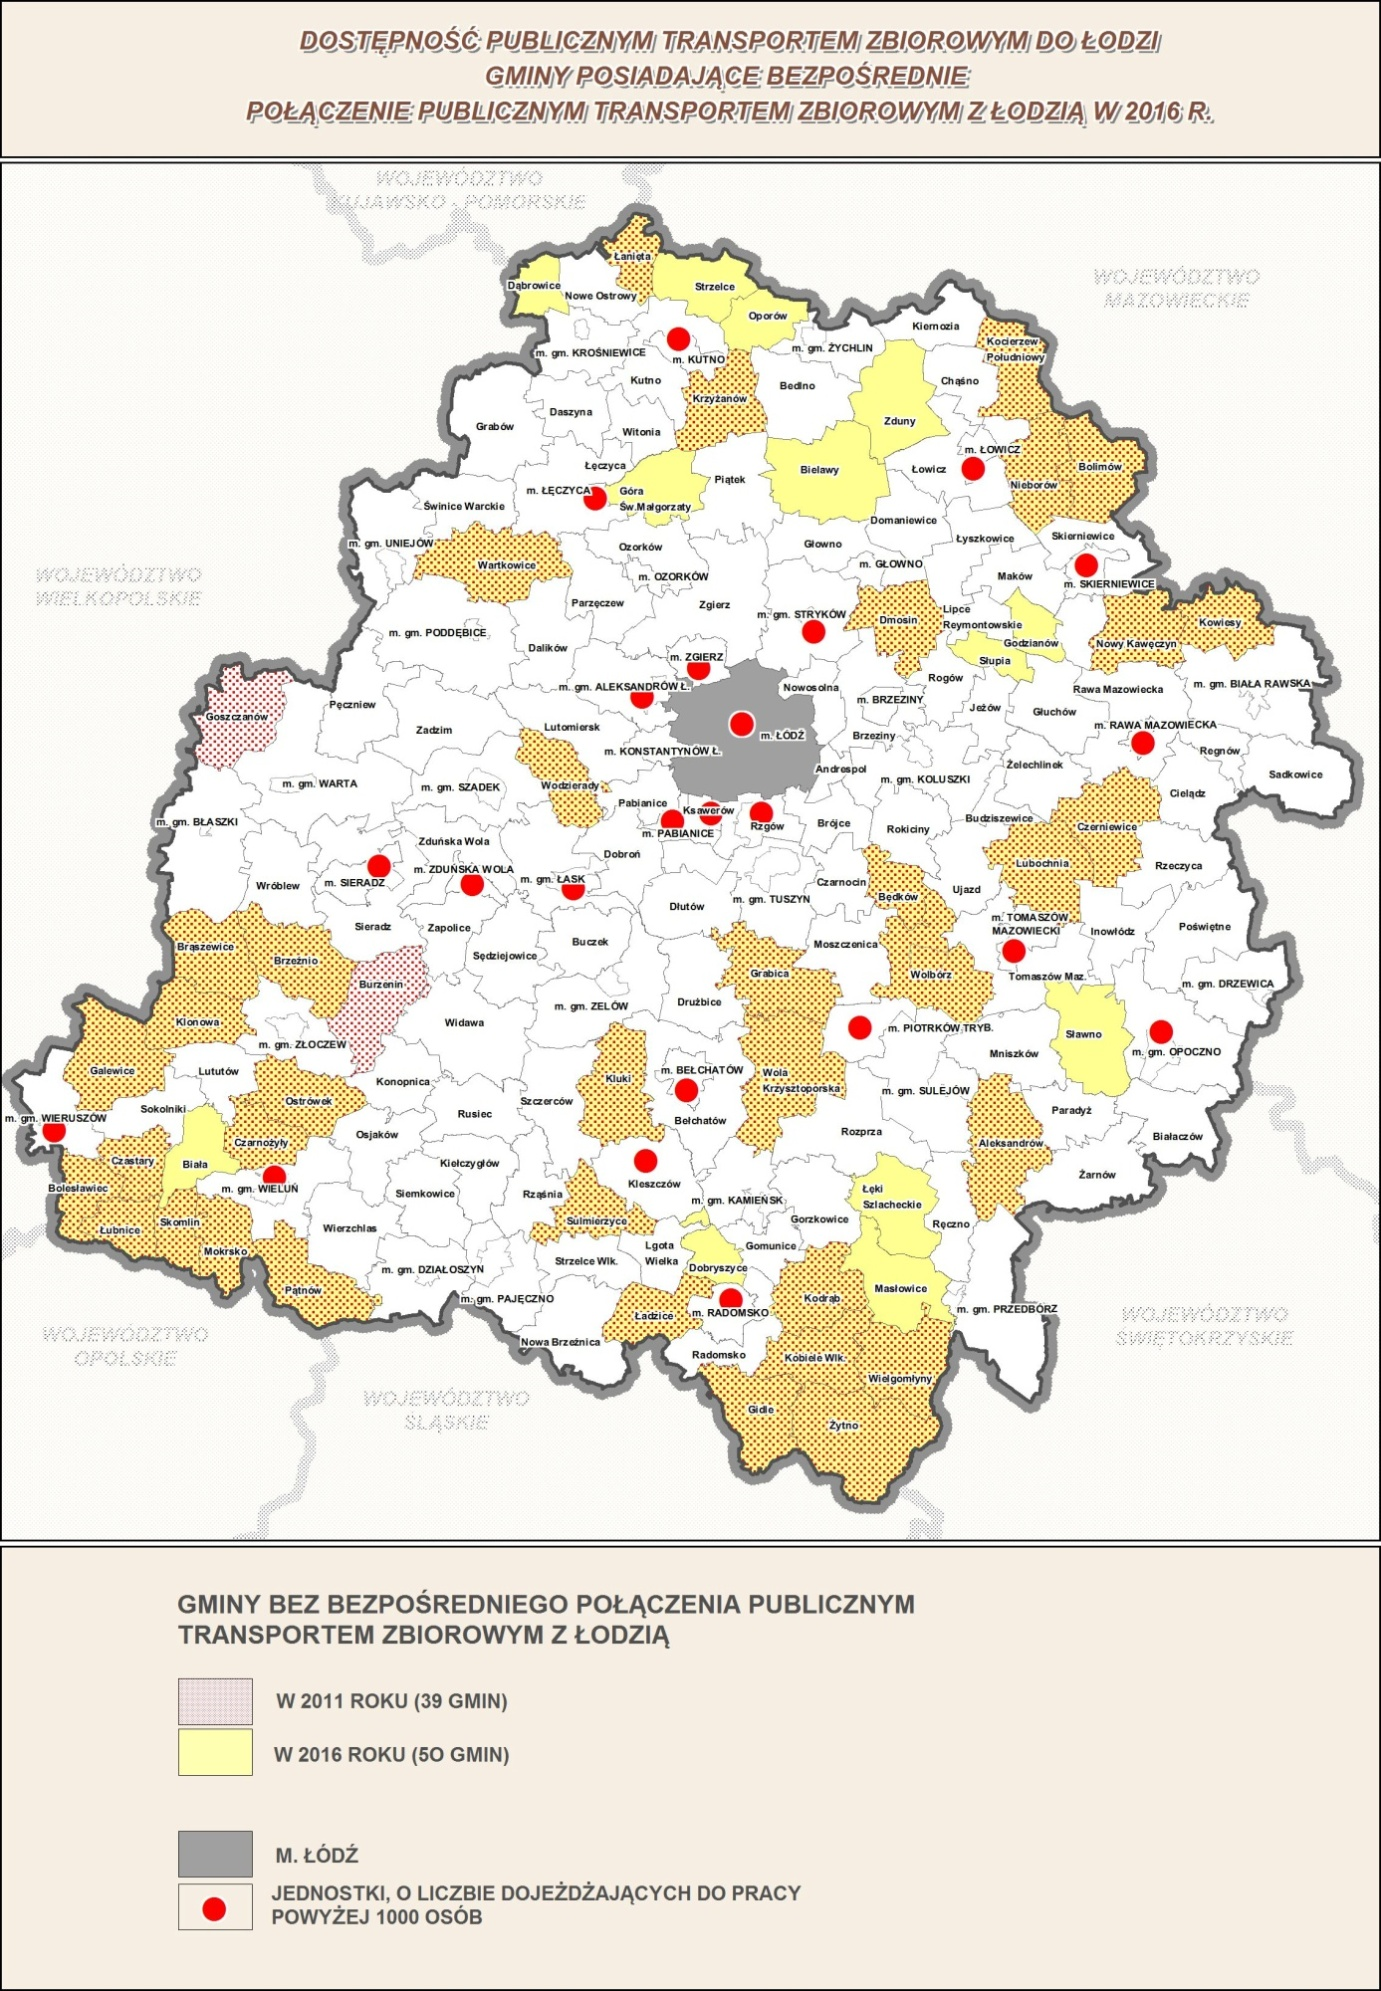 DOSTĘPNOŚĆ PUBLICZNYM TRANSPORTEM ZBIOROWYM DO ŁODZI
GMINY POSIADAJĄCE BEZPOŚREDNIE
POŁĄCZENIE PUBLICZNYM TRANSPORTEM ZBIOROWYM Z ŁODZIĄ W 2016 R.
WOJEWÓDZTWO
KUJAWSKO - POMORSKIE
WOJEWÓDZTWO
MAZOWIECKIE
Łanięta
Dąbrowice
Nowe Ostrowy
Strzelce
Oporów
Kiernozia
m. gm. ŻYCHLIN
Kocierzew
Południowy
m. gm. KROŚNIEWICE
m. KUTNO
Kutno
Bedlno
Chąśno
Krzyżanów
Daszyna
Grabów
Witonia
Zduny
m. ŁOWICZ
Łęczyca
Bielawy
Łowicz
Bolimów
Piątek
Nieborów
m. ŁĘCZYCA
Góra
Św.Małgorzaty
Świnice Warckie
Domaniewice
Łyszkowice
Skierniewice
m. gm. UNIEJÓW
Ozorków
Głowno
m. GŁOWNO
Wartkowice
m. OZORKÓW
Maków
m. SKIERNIEWICE
WOJEWÓDZTWO
WIELKOPOLSKIE
Parzęczew
Zgierz
m. gm. STRYKÓW
Dmosin
Lipce
Reymontowskie
Kowiesy
m. gm. PODDĘBICE
Godzianów
Nowy Kawęczyn
Dalików
m. ZGIERZ
Słupia
Rogów
m. gm. ALEKSANDRÓW Ł.
Nowosolna
Rawa Mazowiecka
m. gm. BIAŁA RAWSKA
m. BRZEZINY
Jeżów
Głuchów
Pęczniew
Goszczanów
Zadzim
Lutomiersk
m. ŁÓDŹ
Brzeziny
m. RAWA MAZOWIECKA
m. KONSTANTYNÓW Ł.
Regnów
Żelechlinek
Andrespol
Sadkowice
m. gm. KOLUSZKI
m. gm. WARTA
m. gm. SZADEK
Wodzierady
Cielądz
Pabianice
Ksawerów
m. gm. BŁASZKI
m. PABIANICE
Rzgów
Brójce
Rokiciny
Budziszewice
Czerniewice
Zduńska Wola
Dobroń
Lubochnia
Rzeczyca
m. ZDUŃSKA WOLA
m. gm. ŁASK
Wróblew
m. SIERADZ
Czarnocin
Będków
Ujazd
m. gm. TUSZYN
Dłutów
m. TOMASZÓW
MAZOWIECKI
Sieradz
Zapolice
Inowłódz
Poświętne
Brąszewice
Buczek
Moszczenica
Sędziejowice
Brzeźnio
Grabica
Wolbórz
Tomaszów Maz.
m. gm. DRZEWICA
Burzenin
Drużbice
m. gm. ZELÓW
Klonowa
Widawa
m. PIOTRKÓW TRYB.
Sławno
m. gm. ZŁOCZEW
Mniszków
m. gm. OPOCZNO
Galewice
Lututów
m. BEŁCHATÓW
Wola
Krzysztoporska
Kluki
Konopnica
m. gm. SULEJÓW
Ostrówek
Szczerców
Sokolniki
Rusiec
Paradyż
m. gm. WIERUSZÓW
Bełchatów
Osjaków
Rozprza
Białaczów
Czarnożyły
Aleksandrów
Czastary
Biała
Kiełczygłów
Żarnów
Kleszczów
Bolesławiec
m. gm. WIELUŃ
Siemkowice
Rząśnia
m. gm. KAMIEŃSK
Łęki
Szlacheckie
Skomlin
Łubnice
Wierzchlas
Sulmierzyce
Gorzkowice
Ręczno
Mokrsko
Lgota
Wielka
Gomunice
Strzelce Wlk.
m. gm. DZIAŁOSZYN
Dobryszyce
Pątnów
Masłowice
m. gm. PAJĘCZNO
Kodrąb
m. gm. PRZEDBÓRZ
Ładzice
m. RADOMSKO
WOJEWÓDZTWO
OPOLSKIE
WOJEWÓDZTWO
ŚWIĘTOKRZYSKIE
Nowa Brzeźnica
Radomsko
Kobiele Wlk.
Wielgomłyny
WOJEWÓDZTWO
ŚLĄSKIE
Gidle
Żytno
GMINY BEZ BEZPOŚREDNIEGO POŁĄCZENIA PUBLICZNYM
TRANSPORTEM ZBIOROWYM Z ŁODZIĄ
W 2011 ROKU (39 GMIN)
W 2016 ROKU (5O GMIN)
M. ŁÓDŹ
JEDNOSTKI, O LICZBIE DOJEŻDŻAJĄCYCH DO PRACY
POWYŻEJ 1000 OSÓB